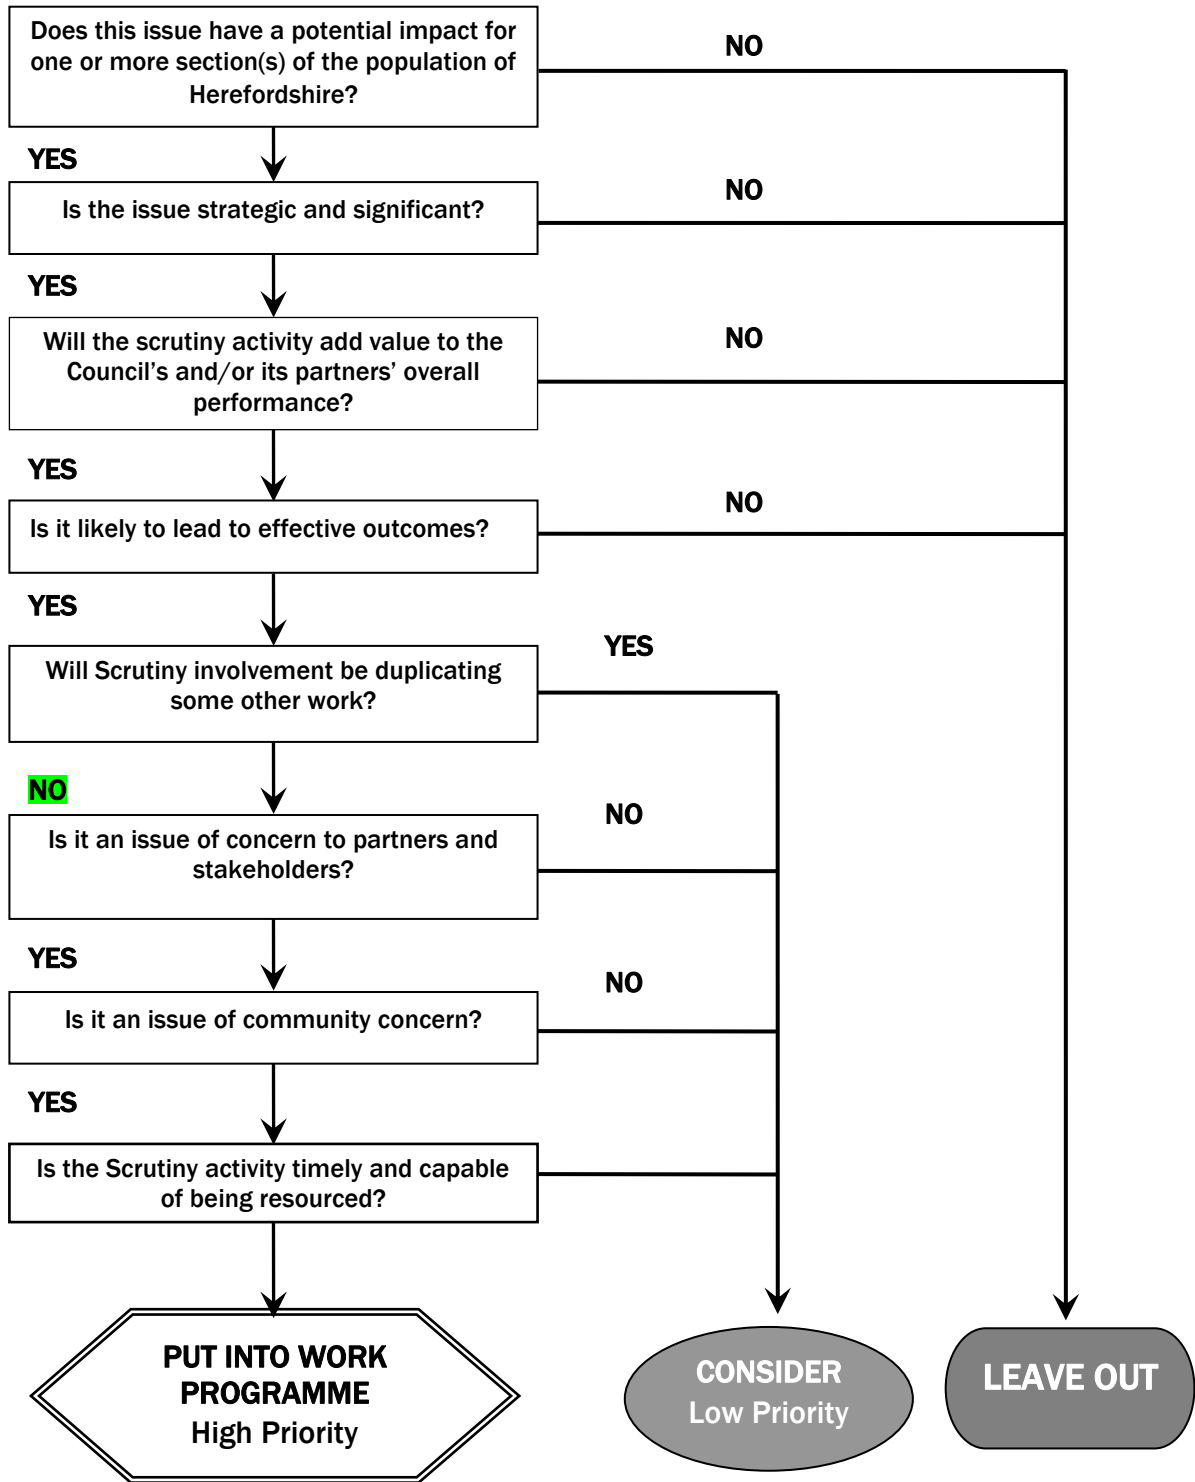 Does this issue have a potential impact for
one or more section(s) of the population of
Herefordshire?
NO
YES
Is the issue strategic and significant?
NO
YES
Will the scrutiny activity add value to the
Council’s and/or its partners’ overall
performance?
NO
YES
Is it likely to lead to effective outcomes?
NO
YES
Will Scrutiny involvement be duplicating
some other work?
YES
NO
Is it an issue of concern to partners and
stakeholders?
NO
YES
Is it an issue of community concern?
NO
YES
Is the Scrutiny activity timely and capable
of being resourced?
PUT INTO WORK
PROGRAMME
High Priority
CONSIDER
Low Priority
LEAVE OUT